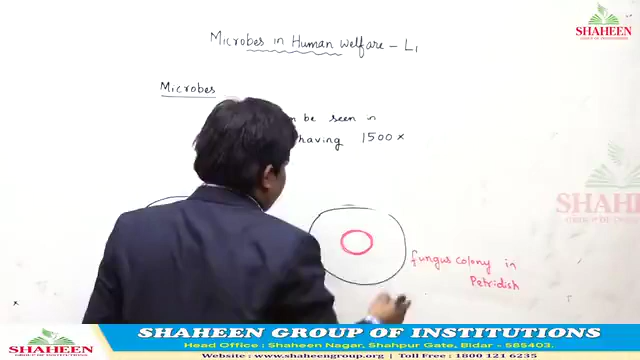 Microbes in Human Welfare - L1
SHAHEEN
GROUP OF INSTITUTIONS
Microbes
be seen in
having 1500 x
SHAHEEN
fungus colony in
Petridish
SHAHEEN
GROUP OF INSTITUTIONS
SHAHEEN GROUP OF INSTITUTIONS
Head Office : Shaheen Nagar, Shahpur Gate, Bidar - 585403.
Website : www.shaheengroup.org | Toll Free : 1800 121 6235